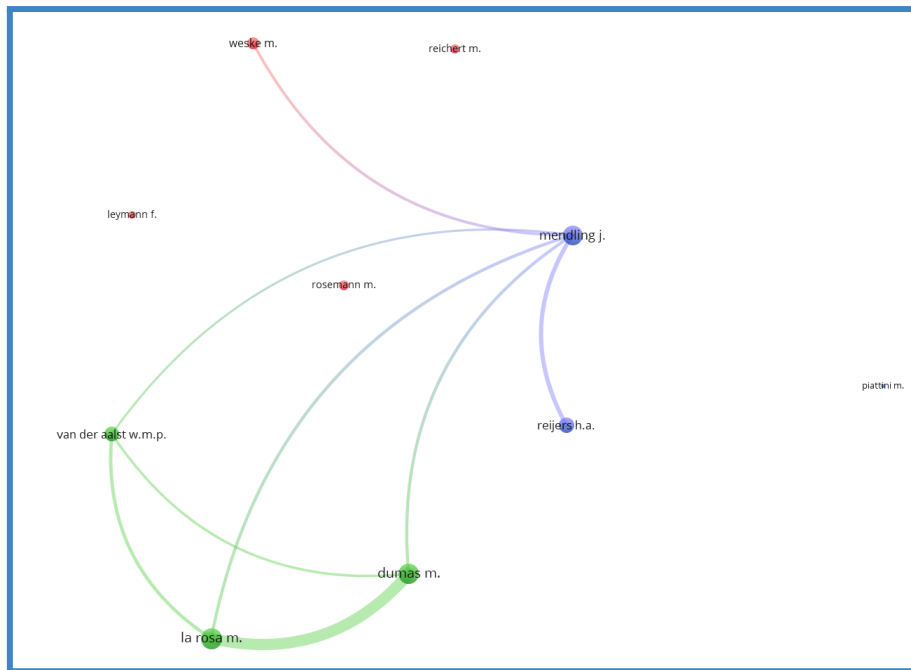 weske m.
reichert m.
leymann f.
mendling j.
rosemann m.
piattini m.
reijers h.a.
van der aalst w.m.p.
dumas m.
la rosa m.